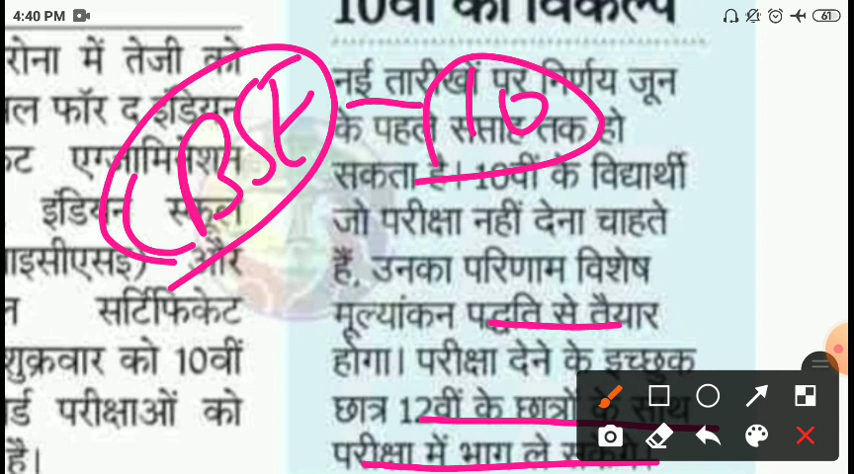 4:40 PM
61
10वीं का विकल्प
रोना में तेजी को
ल फॉर द इंडियन
ट एग्जामिनेशन
इंडियन स्कूल
आइसीएसइ) और
न सर्टिफिकेट
शुक्रवार को 10वीं
र्ड परीक्षाओं को
है।
नई तारीखों पर निर्णय जून
के पहले सप्ताह तक हो
सकता है। 10वीं के विद्यार्थी
जो परीक्षा नहीं देना चाहते
हैं, उनका परिणाम विशेष
मूल्यांकन पद्धति से तैयार
होगा। परीक्षा देने के इच्छुक
छात्र 12वीं के छात्रों के साथ
परीक्षा में भाग ले सकेंगे।
CBSE
10